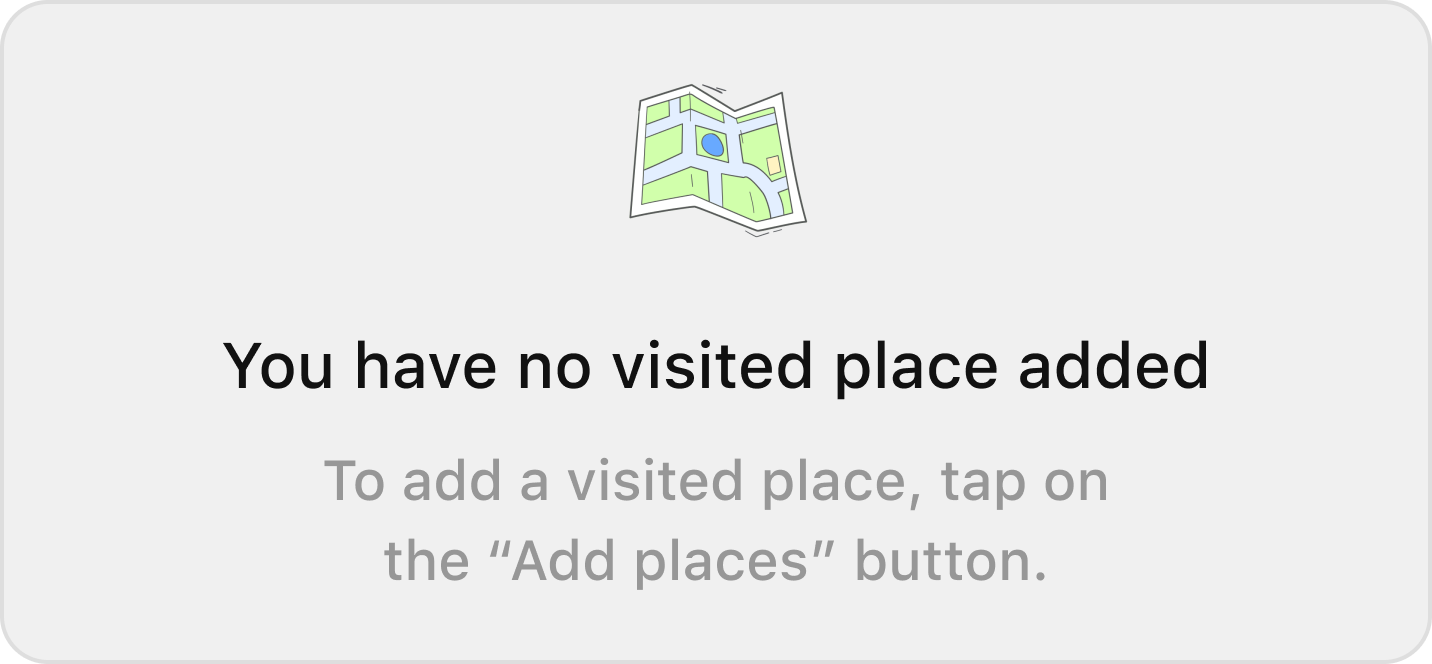 You have no visited place added
To add a visited place, tap on
the “Add places” button.